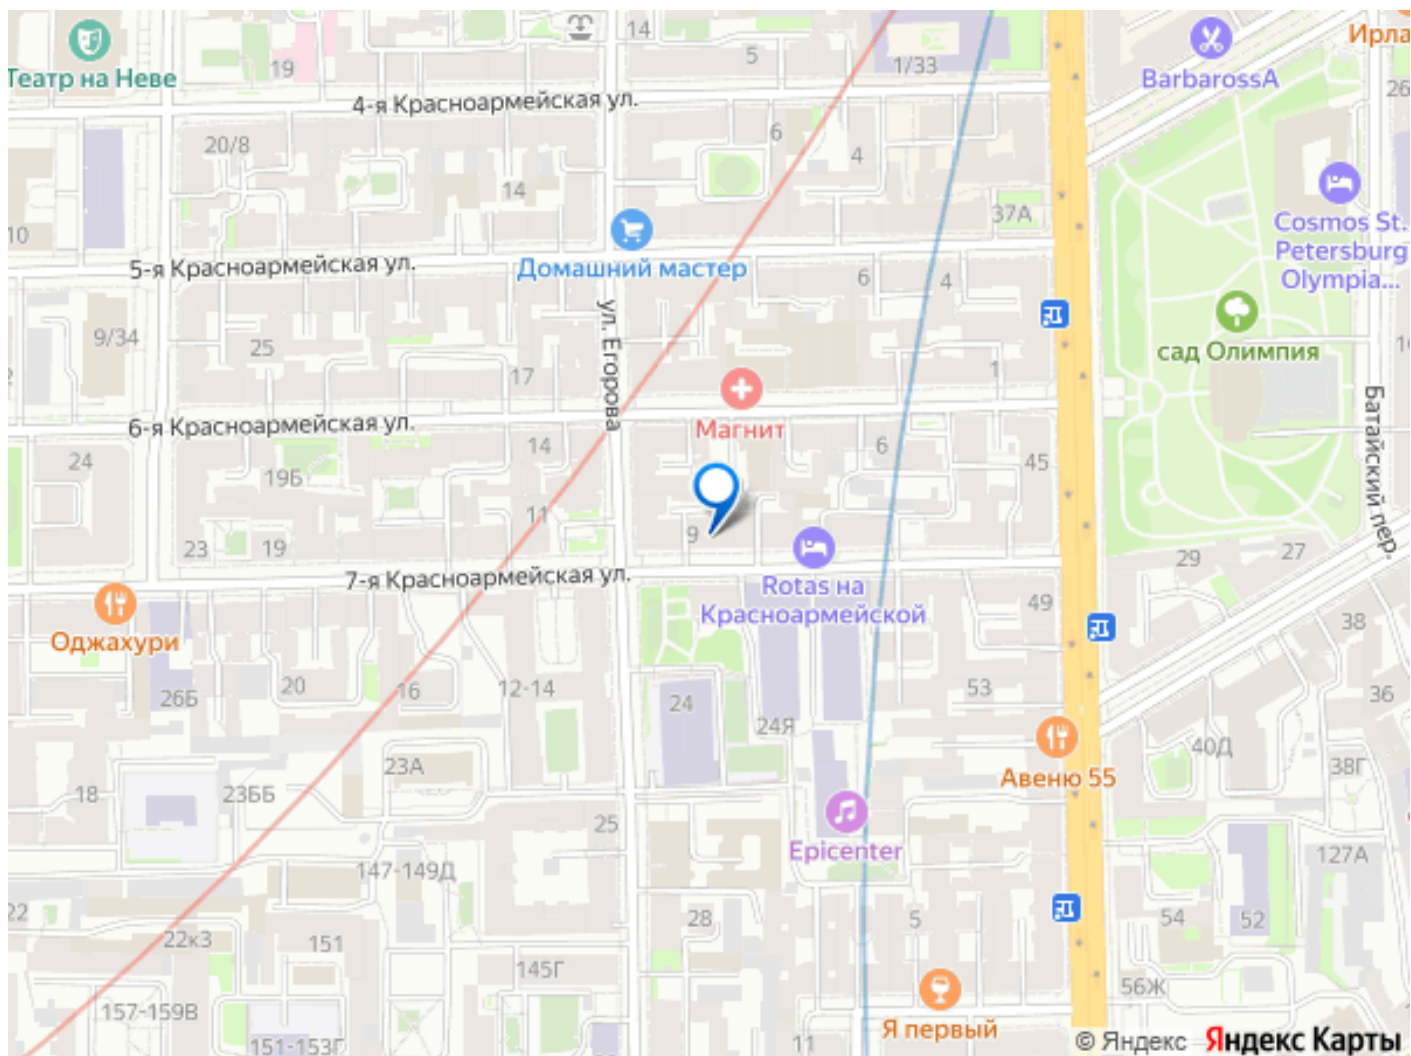 14
5
1/33
Ирла
Театр на Неве
19
BarbarossA
26
4-я Красноармейская ул.
20/8
6
4
14
Cosmos St.
Petersburg
Olympia...
37А
10
5-я Красноармейская ул.
Домашний мастер
6
4
ул. Егорова
9/34
25
17
1
сад Олимпия
Батайский пер.
6-я Красноармейская ул.
Магнит
24
19Б
14
6
45
11
9
23
19
29
27
7-я Красноармейская ул.
Rotas на
Красноармейской
49
Оджахури
38
26Б
20
16
12-14
24
53
36
24Я
40Д
38Г
23А
Авеню 55
18
23ББ
25
Epicenter
147-149Д
127А
22
22к3
151
28
5
54
52
145Г
157-159В
56Ж
Я первый
151-153Г
11
© Яндекс Яндекс Карты